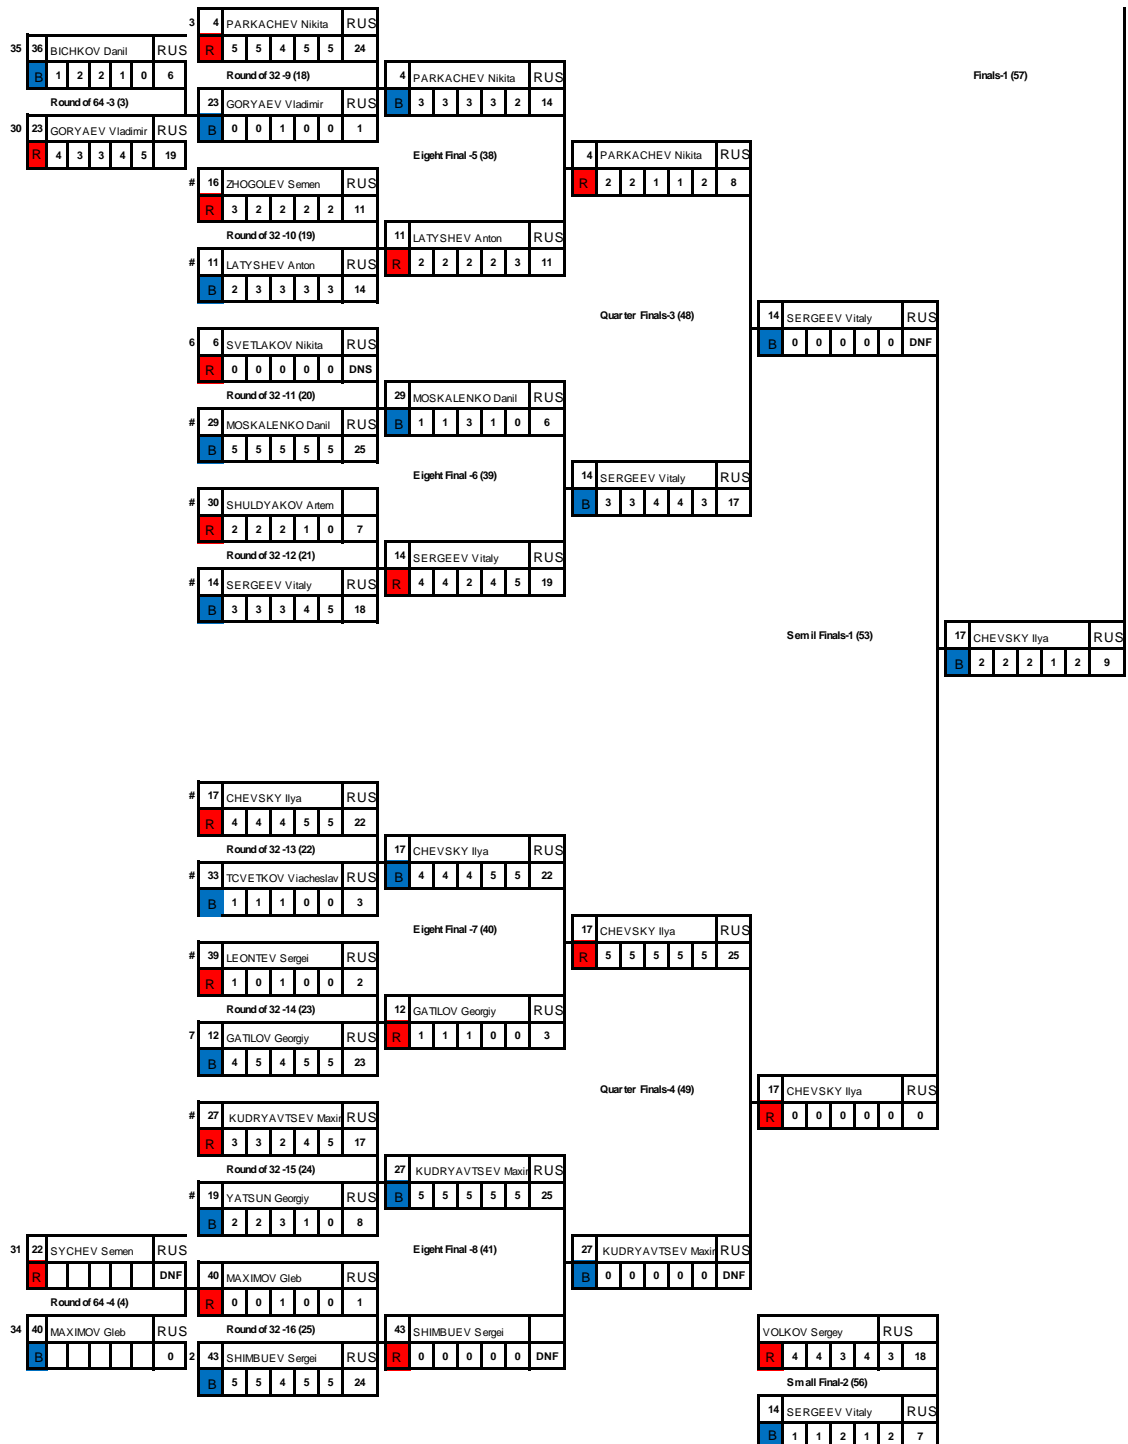 3 4 PARKACHEV Nikita RUS
35 36 BICHKOV Danil RUS R 5 5 4 5 5 24
B 1 2 2 1 0 6 Round of 32 -9 (18) 4 PARKACHEV Nikita RUS Finals-1 (57)
Round of 64 -3 (3) 23 GORYAEV Vladimir RUS B 3 3 3 3 2 14
30 23 GORYAEV Vladimir RUS B 0 0 1 0 0 1
R 4 3 3 4 5 19 Eigeht Final -5 (38) 4 PARKACHEV Nikita RUS
# 16 ZHOGOLEV Semen RUS R 2 2 1 1 2 8
R 3 2 2 2 2 11
Round of 32 -10 (19) 11 LATYSHEV Anton RUS
# 11 LATYSHEV Anton RUS R 2 2 2 2 3 11
B 2 3 3 3 3 14
Quarter Finals-3 (48) 14 SERGEEV Vitaly RUS
6 6 SVETLAKOV Nikita RUS B 0 0 0 0 0 DNF
R 0 0 0 0 0 DNS
Round of 32 -11 (20) 29 MOSKALENKO Danil RUS
# 29 MOSKALENKO Danil RUS B 1 1 3 1 0 6
B 5 5 5 5 5 25
Eigeht Final -6 (39) 14 SERGEEV Vitaly RUS
# 30 SHULDYAKOV Artem B 3 3 4 4 3 17
R 2 2 2 1 0 7
Round of 32 -12 (21) 14 SERGEEV Vitaly RUS
# 14 SERGEEV Vitaly RUS R 4 4 2 4 5 19
B 3 3 3 4 5 18
Semil Finals-1 (53) 17 CHEVSKY Ilya RUS
B 2 2 2 1 2 9
# 17 CHEVSKY Ilya RUS
R 4 4 4 5 5 22
Round of 32 -13 (22) 17 CHEVSKY Ilya RUS
# 33 TCVETKOV Viacheslav RUS B 4 4 4 5 5 22
B 1 1 1 0 0 3
Eigeht Final -7 (40) 17 CHEVSKY Ilya RUS
# 39 LEONTEV Sergei RUS R 5 5 5 5 5 25
R 1 0 1 0 0 2
Round of 32 -14 (23) 12 GATILOV Georgiy RUS
7 12 GATILOV Georgiy RUS R 1 1 1 0 0 3
B 4 5 4 5 5 23
Quarter Finals-4 (49) 17 CHEVSKY Ilya RUS
# 27 KUDRYAVTSEV Maxir RUS R 0 0 0 0 0 0
R 3 3 2 4 5 17
Round of 32 -15 (24) 27 KUDRYAVTSEV Maxir RUS
# 19 YATSUN Georgiy RUS B 5 5 5 5 5 25
B 2 2 3 1 0 8
31 22 SYCHEV Semen RUS Eigeht Final -8 (41) 27 KUDRYAVTSEV Maxir RUS
R DNF 40 MAXIMOV Gleb RUS B 0 0 0 0 0 DNF
Round of 64 -4 (4) R 0 0 1 0 0 1
34 40 MAXIMOV Gleb RUS Round of 32 -16 (25) 43 SHIMBUEV Sergei VOLKOV Sergey RUS
B 0 2 43 SHIMBUEV Sergei RUS R 0 0 0 0 0 DNF R 4 4 3 4 3 18
B 5 5 4 5 5 24 Small Final-2 (56)
14 SERGEEV Vitaly RUS
B 1 1 2 1 2 7